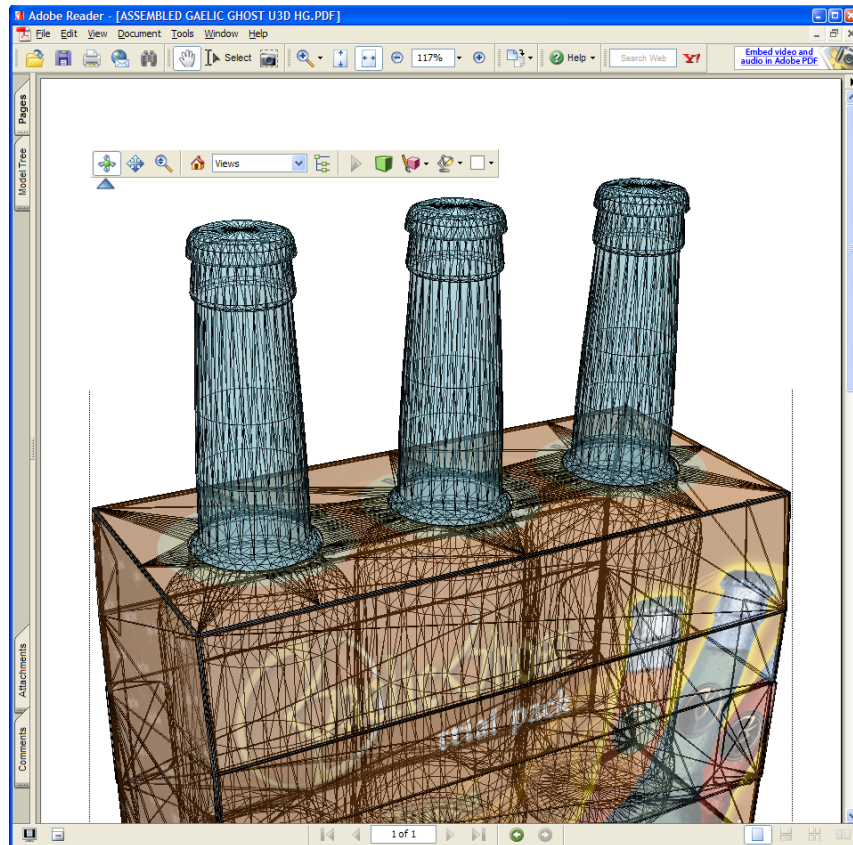 Adobe Reader - [ASSEMBLED GAELIC GHOST U3D HG.PDF]
File Edit View Document Tools Window Help
Select 117% Help Search Web Y! Embed video and
audio in Adobe PDF
Pages
Model Tree
Views
Gaelic Ghost
trial pack
Attachments
Comments
1 of 1